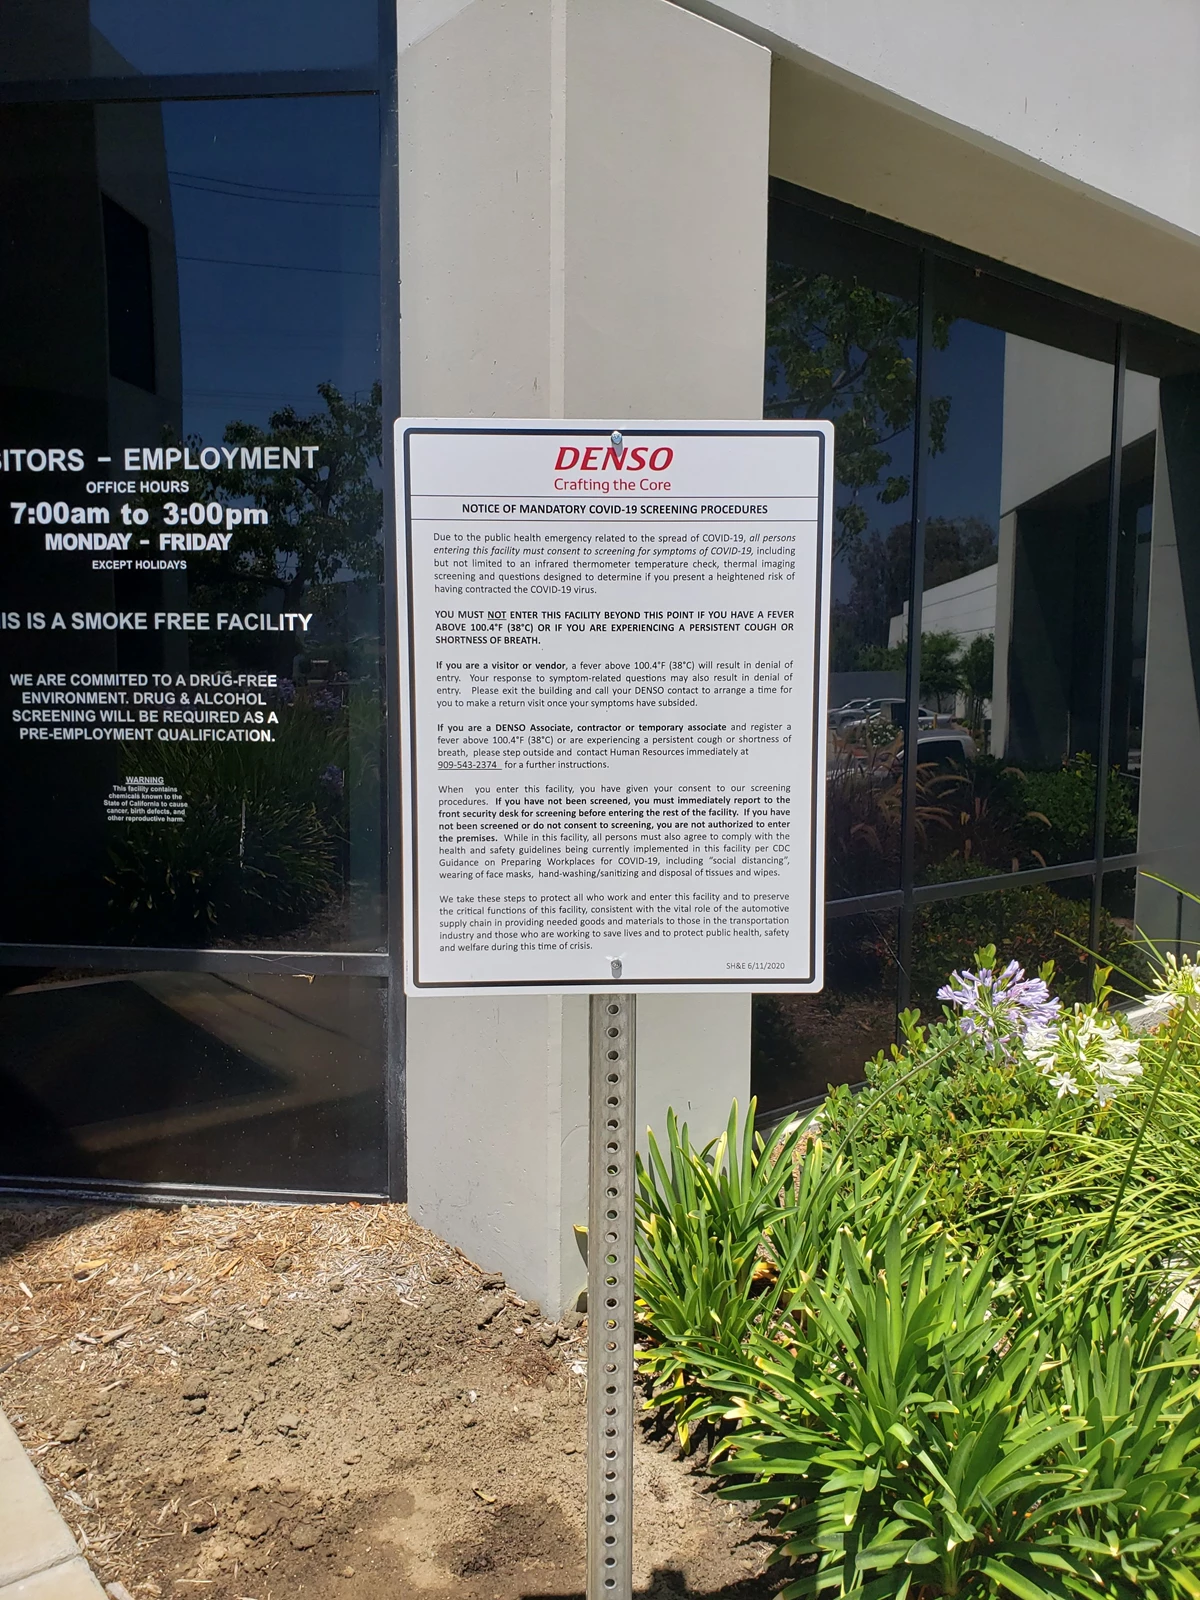 ITORS - EMPLOYMENT
OFFICE HOURS
7:00am to 3:00pm
MONDAY - FRIDAY
EXCEPT HOLIDAYS
IS IS A SMOKE FREE FACILITY
WE ARE COMMITED TO A DRUG-FREE
ENVIRONMENT. DRUG & ALCOHOL
SCREENING WILL BE REQUIRED AS A
PRE-EMPLOYMENT QUALIFICATION.
WARNING
This facility contains
chemicals known to the
State of California to cause
cancer, birth defects, and
other reproductive harm.
DENSO
Crafting the Core
NOTICE OF MANDATORY COVID-19 SCREENING PROCEDURES
Due to the public health emergency related to the spread of COVID-19, all persons
entering this facility must consent to screening for symptoms of COVID-19, including
but not limited to an infrared thermometer temperature check, thermal imaging
screening and questions designed to determine if you present a heightened risk of
having contracted the COVID-19 virus.
YOU MUST NOT ENTER THIS FACILITY BEYOND THIS POINT IF YOU HAVE A FEVER
ABOVE 100.4°F (38°C) OR IF YOU ARE EXPERIENCING A PERSISTENT COUGH OR
SHORTNESS OF BREATH.
If you are a visitor or vendor, a fever above 100.4°F (38°C) will result in denial of
entry. Your response to symptom-related questions may also result in denial of
entry. Please exit the building and call your DENSO contact to arrange a time for
you to make a return visit once your symptoms have subsided.
If you are a DENSO Associate, contractor or temporary associate and register a
fever above 100.4°F (38°C) or are experiencing a persistent cough or shortness of
breath, please step outside and contact Human Resources immediately at
909-543-2374 for a further instructions.
When you enter this facility, you have given your consent to our screening
procedures. If you have not been screened, you must immediately report to the
front security desk for screening before entering the rest of the facility. If you have
not been screened or do not consent to screening, you are not authorized to enter
the premises. While in this facility, all persons must also agree to comply with the
health and safety guidelines being currently implemented in this facility per CDC
Guidance on Preparing Workplaces for COVID-19, including "social distancing",
wearing of face masks, hand-washing/sanitizing and disposal of tissues and wipes.
We take these steps to protect all who work and enter this facility and to preserve
the critical functions of this facility, consistent with the vital role of the automotive
supply chain in providing needed goods and materials to those in the transportation
industry and those who are working to save lives and to protect public health, safety
and welfare during this time of crisis.
SH&E 6/11/2020